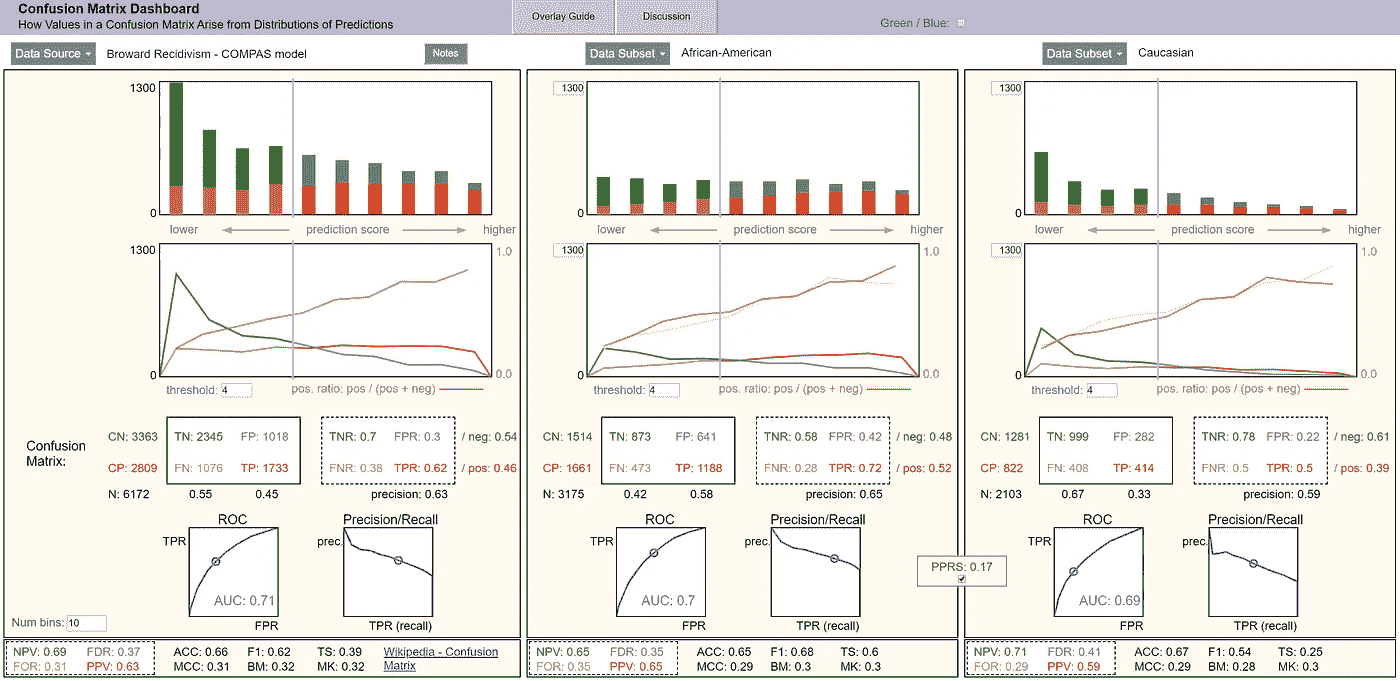 Confusion Matrix Dashboard
How Values in a Confusion Matrix Arise from Distributions of Predictions
Overlay Guide
Discussion
Green / Blue:
Data Source
Broward Recidivism - COMPAS model
Notes
Data Subset
African-American
Data Subset
Caucasian
1300
0
lower
prediction score
higher
1300
0
1.0
0.0
threshold: 4
pos. ratio: pos / (pos + neg)
Confusion
Matrix:
CN: 3363 TN: 2345 FP: 1018 TNR: 0.7 FPR: 0.3 / neg: 0.54
CP: 2809 FN: 1076 TP: 1733 FNR: 0.38 TPR: 0.62 / pos: 0.46
N: 6172 0.55 0.45 precision: 0.63
ROC
TPR
AUC: 0.71
FPR
Precision/Recall
prec.
TPR (recall)
Num bins: 10
NPV: 0.69 FDR: 0.37 ACC: 0.66 F1: 0.62 TS: 0.39 Wikipedia - Confusion
FOR: 0.31 PPV: 0.63 MCC: 0.31 BM: 0.32 MK: 0.32 Matrix
1300
0
lower
prediction score
higher
1300
0
1.0
0.0
threshold: 4
pos. ratio: pos / (pos + neg)
CN: 1514 TN: 873 FP: 641 TNR: 0.58 FPR: 0.42 / neg: 0.48
CP: 1661 FN: 473 TP: 1188 FNR: 0.28 TPR: 0.72 / pos: 0.52
N: 3175 0.42 0.58 precision: 0.65
ROC
TPR
AUC: 0.7
FPR
Precision/Recall
prec.
TPR (recall)
PPRS: 0.17
NPV: 0.65 FDR: 0.35 ACC: 0.65 F1: 0.68 TS: 0.6
FOR: 0.35 PPV: 0.65 MCC: 0.29 BM: 0.3 MK: 0.3
1300
0
lower
prediction score
higher
1300
0
1.0
0.0
threshold: 4
pos. ratio: pos / (pos + neg)
CN: 1281 TN: 999 FP: 282 TNR: 0.78 FPR: 0.22 / neg: 0.61
CP: 822 FN: 408 TP: 414 FNR: 0.5 TPR: 0.5 / pos: 0.39
N: 2103 0.67 0.33 precision: 0.59
ROC
TPR
AUC: 0.69
FPR
Precision/Recall
prec.
TPR (recall)
NPV: 0.71 FDR: 0.41 ACC: 0.67 F1: 0.54 TS: 0.25
FOR: 0.29 PPV: 0.59 MCC: 0.29 BM: 0.28 MK: 0.3